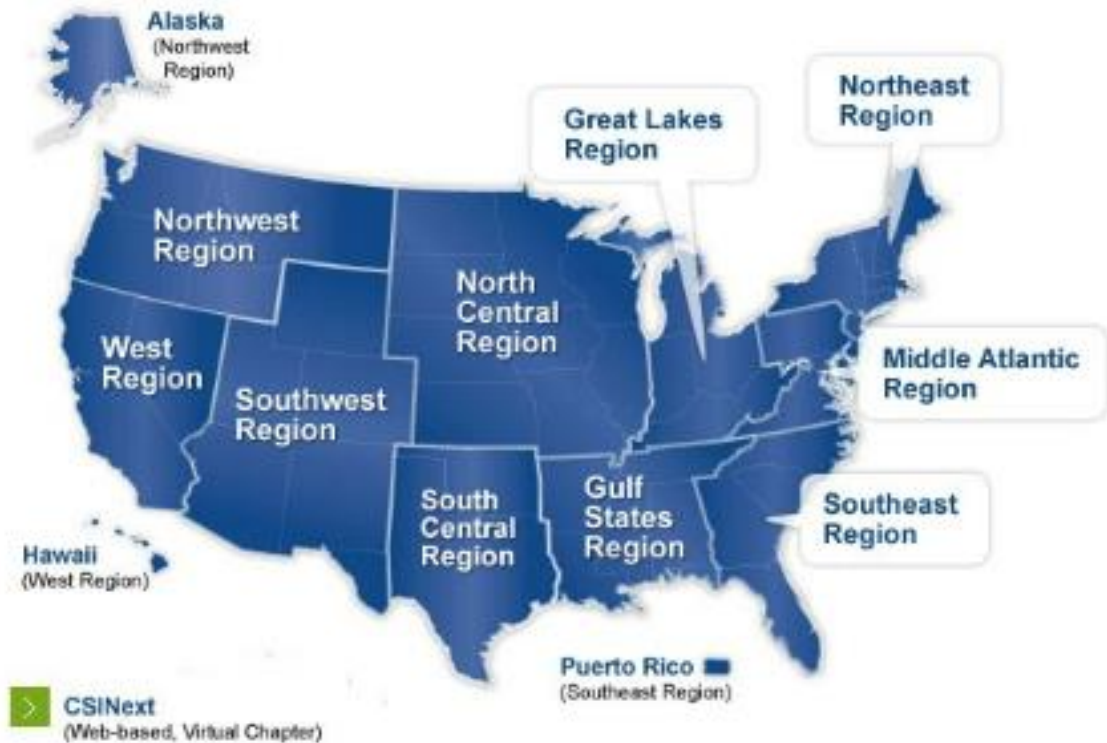 Alaska
(Northwest
Region)
Northeast
Region
Great Lakes
Region
Northwest
Region
North
Central
Region
West
Region
Middle Atlantic
Region
Southwest
Region
South
Central
Region
Gulf
States
Region
Southeast
Region
Hawaii
(West Region)
Puerto Rico
(Southeast Region)
CSINext
(Web-based, Virtual Chapter)